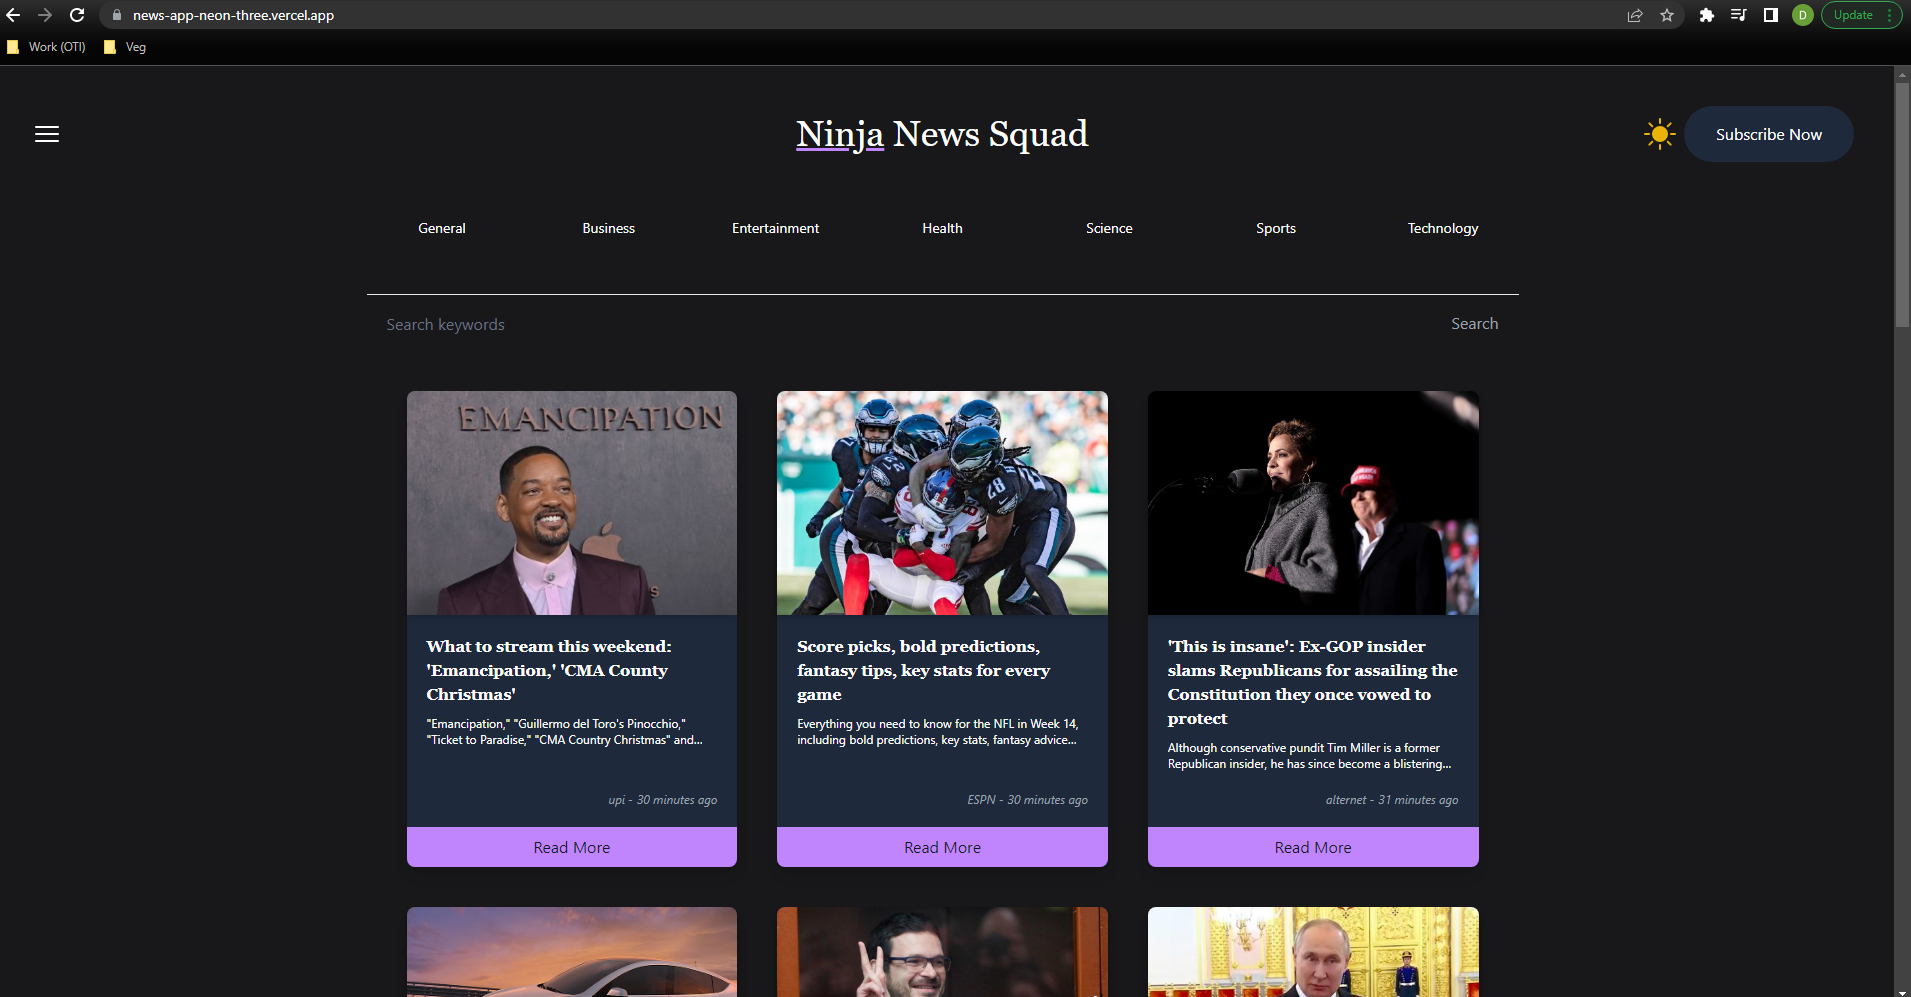 news-app-neon-three.vercel.app
D
Update
Work (OTI)
Veg
Ninja News Squad
Subscribe Now
General
Business
Entertainment
Health
Science
Sports
Technology
Search keywords
Search
EMANCIPATION
What to stream this weekend:
'Emancipation,' 'CMA County
Christmas'
"Emancipation," "Guillermo del Toro's Pinocchio,"
"Ticket to Paradise," "CMA Country Christmas" and...
upi - 30 minutes ago
Read More
Score picks, bold predictions,
fantasy tips, key stats for every
game
Everything you need to know for the NFL in Week 14,
including bold predictions, key stats, fantasy advice...
ESPN - 30 minutes ago
Read More
'This is insane': Ex-GOP insider
slams Republicans for assailing the
Constitution they once vowed to
protect
Although conservative pundit Tim Miller is a former
Republican insider, he has since become a blistering...
alternet - 31 minutes ago
Read More